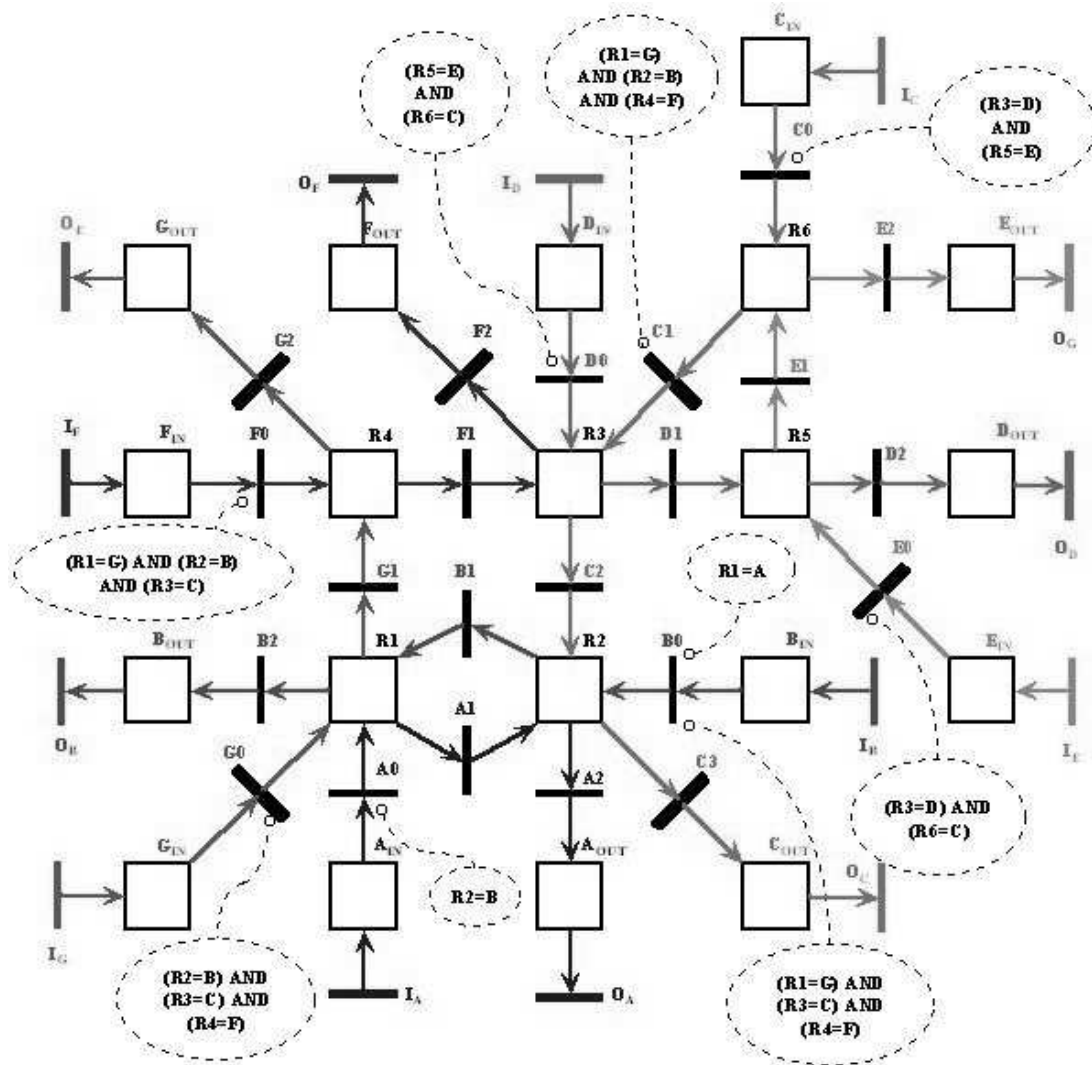 C_IN
(R1=G)
AND (R2=B)
AND (R4=F)
(R5=E)
AND
(R6=C)
I_C
(R3=D)
AND
(R5=E)
C0
O_F
I_D
O_E
G_OUT
F_OUT
D_IN
R6
E2
E_OUT
O_G
G2
F2
D0
C1
E1
I_F
F_IN
F0
R4
F1
R3
D1
R5
D2
D_OUT
O_D
(R1=G) AND (R2=B)
AND (R3=C)
G1
B1
C2
R1=A
E0
B_OUT
B2
R1
R2
B0
B_IN
E_IN
O_B
A1
I_B
I_E
G0
A0
A2
C3
(R3=D) AND
(R6=C)
G_IN
A_IN
A_OUT
C_OUT
O_C
R2=B
I_G
(R2=B) AND
(R3=C) AND
(R4=F)
I_A
O_A
(R1=G) AND
(R3=C) AND
(R4=F)